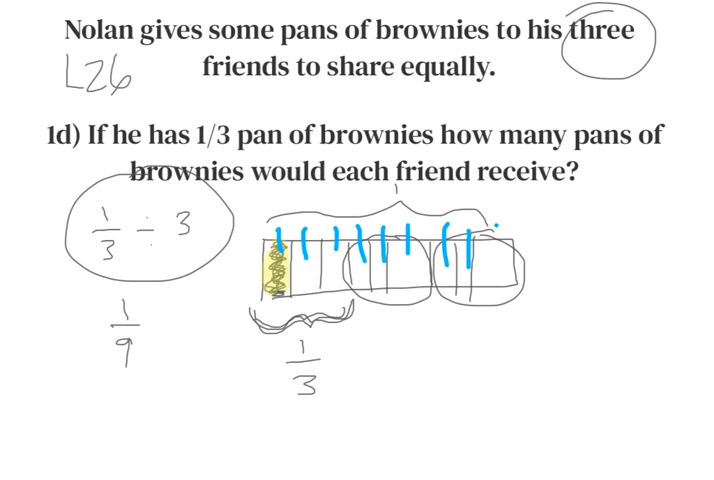 Nolan gives some pans of brownies to his three
friends to share equally.
L26
1d) If he has 1/3 pan of brownies how many pans of
brownies would each friend receive?
1
1/3 ÷ 3
1/9
1/3